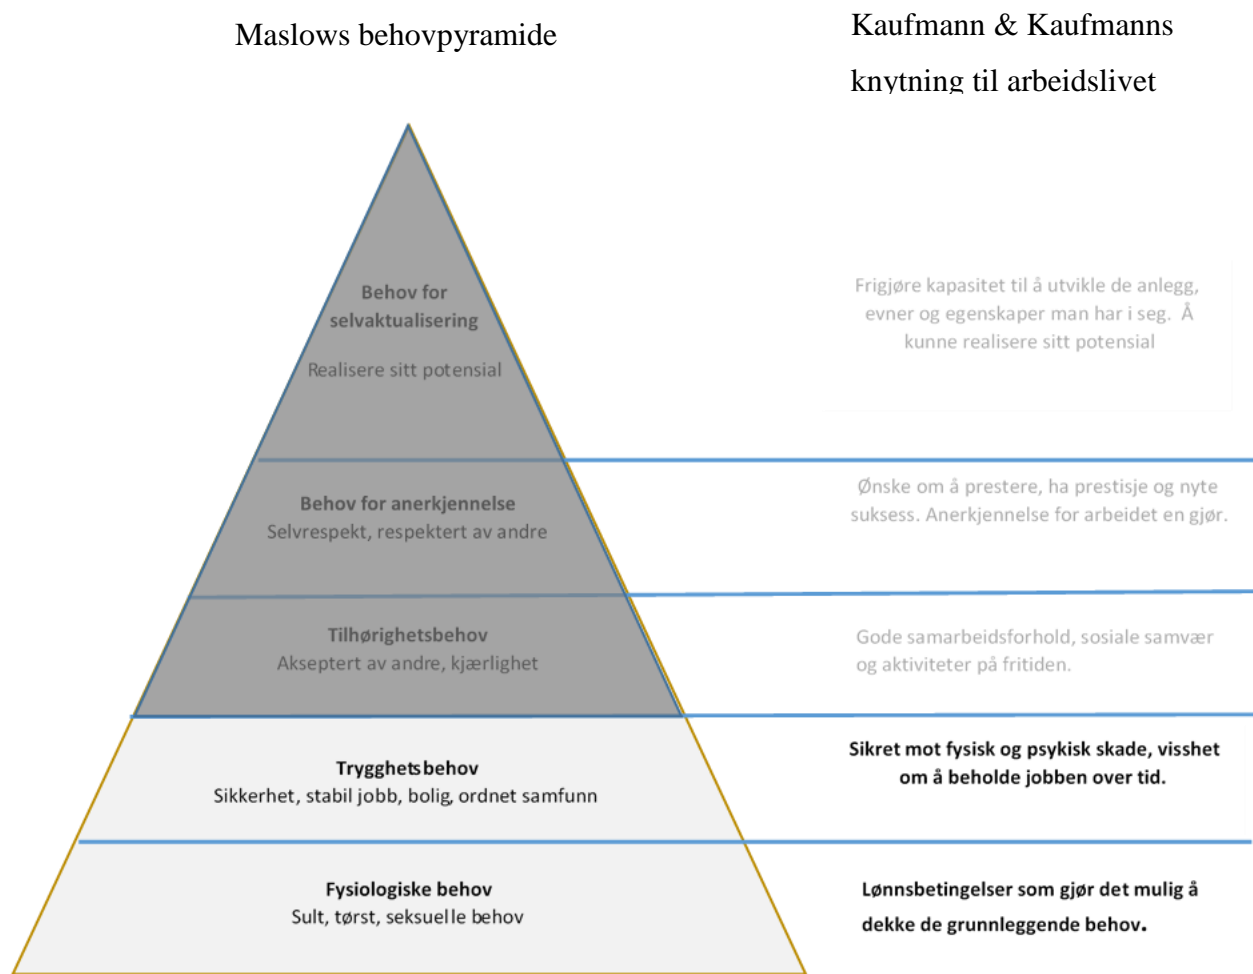 Maslows behovpyramide
Kaufmann & Kaufmanns
knytning til arbeidslivet
Behov for
selvaktualisering
Realisere sitt potensial
Frigjøre kapasitet til å utvikle de anlegg,
evner og egenskaper man har i seg. Å
kunne realisere sitt potensial
Behov for anerkjennelse
Selvrespekt, respektert av andre
Ønske om å prestere, ha prestisje og nyte
suksess. Anerkjennelse for arbeidet en gjør.
Tilhørighetsbehov
Akseptert av andre, kjærlighet
Gode samarbeidsforhold, sosiale samvær
og aktiviteter på fritiden.
Trygghetsbehov
Sikkerhet, stabil jobb, bolig, ordnet samfunn
Sikret mot fysisk og psykisk skade, visshet
om å beholde jobben over tid.
Fysiologiske behov
Sult, tørst, seksuelle behov
Lønnsbetingelser som gjør det mulig å
dekke de grunnleggende behov.